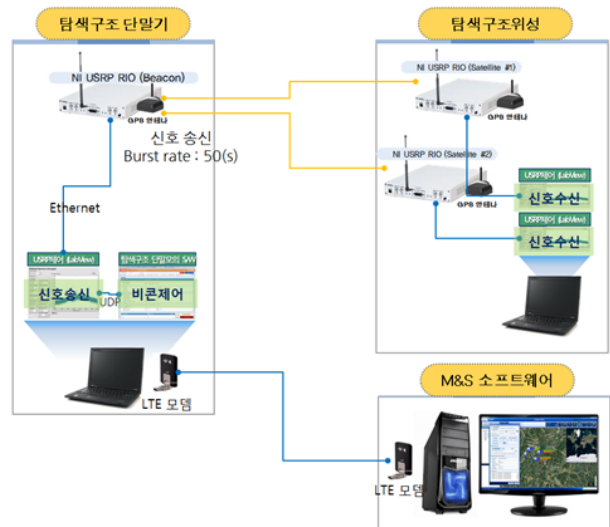 탐색구조 단말기
NI USRP RIO (Beacon)
GPS 안테나
신호 송신
Burst rate : 50(s)
Ethernet
USRP제어 (LabView)
신호송신
UDP
탐색구조 단말모의 S/W
비콘제어
LTE 모뎀
탐색구조위성
NI USRP RIO (Satellite #1)
GPS 안테나
NI USRP RIO (Satellite #2)
GPS 안테나
USRP제어 (LabView)
신호수신
USRP제어 (LabView)
신호수신
M&S 소프트웨어
LTE 모뎀